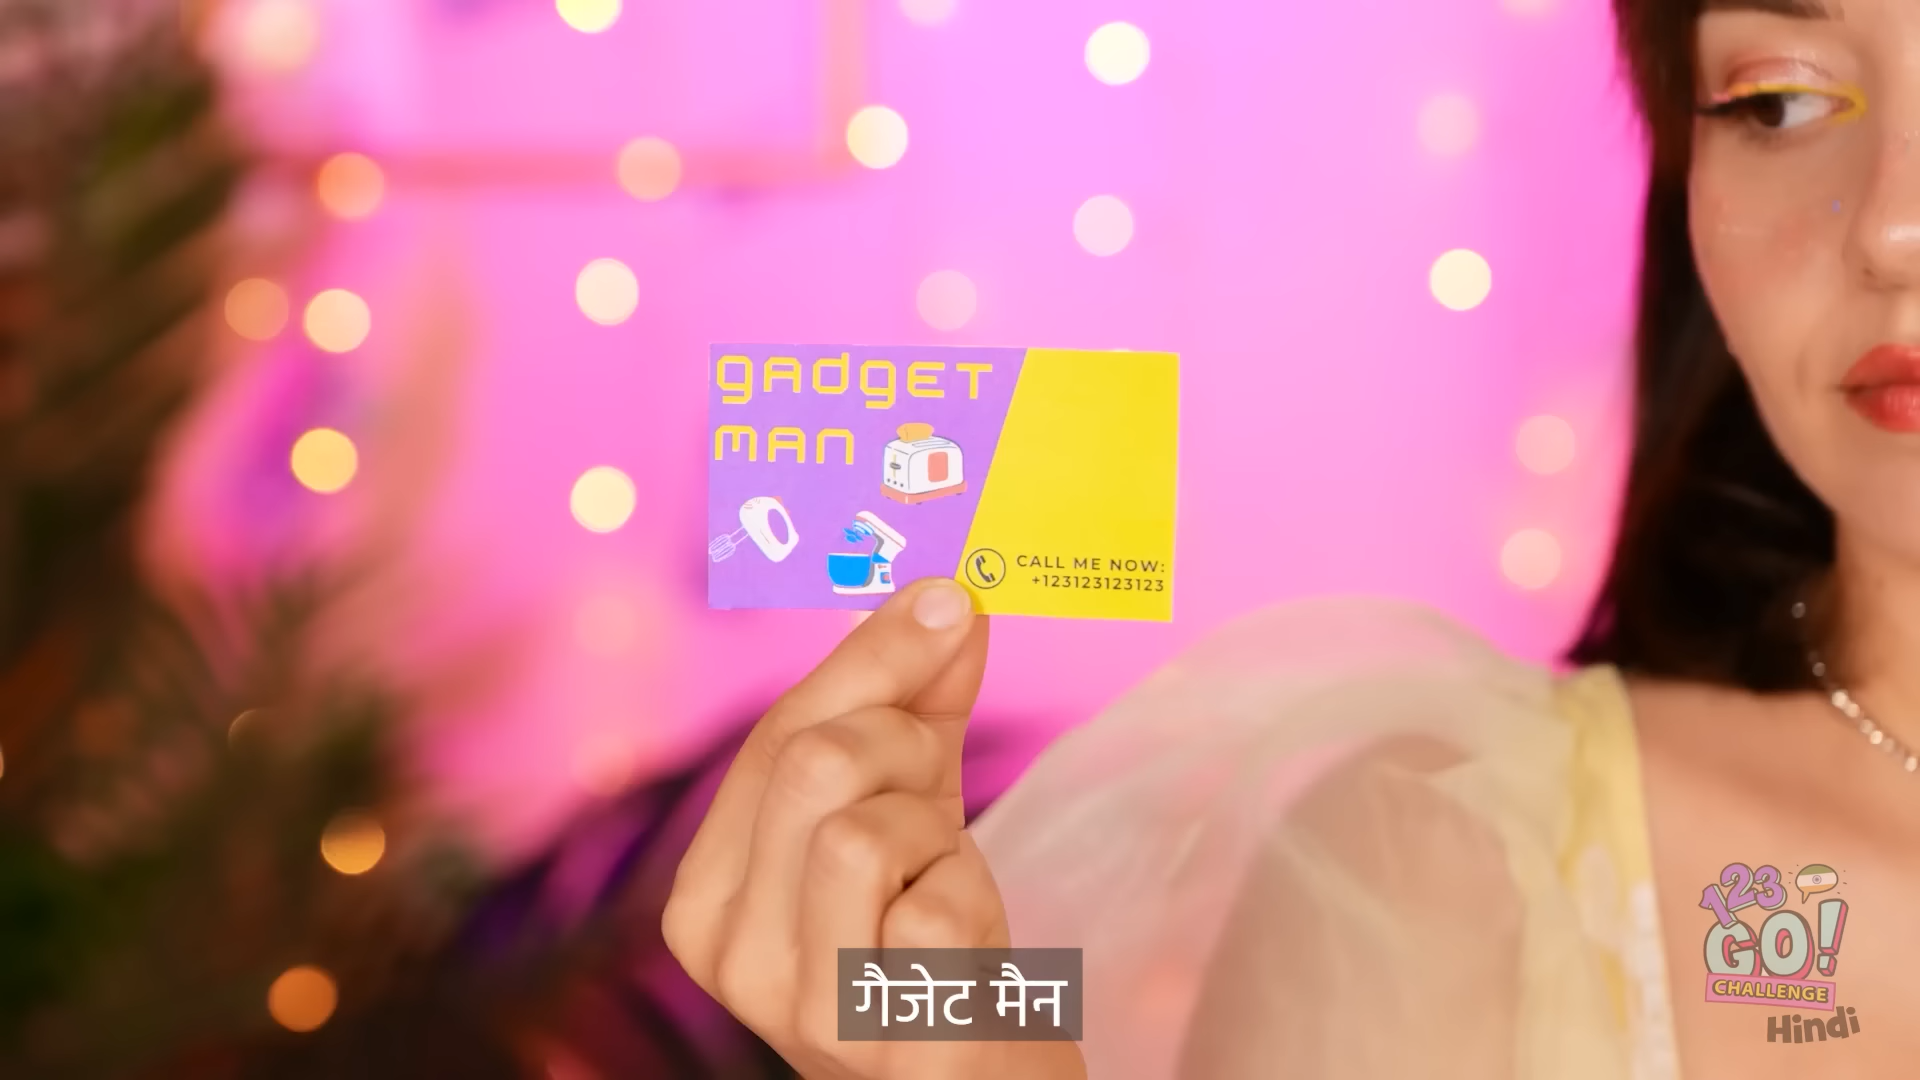 gadgET
man
CALL ME NOW:
+123123123123
गैजेट मैन
123
GO!
CHALLENGE
Hindi